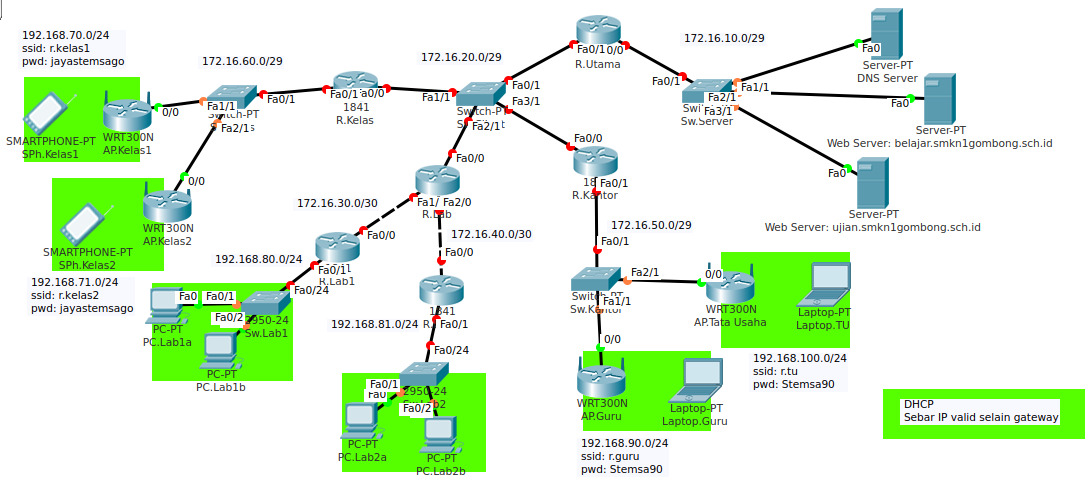 192.168.70.0/24
ssid: r.kelas1
pwd: jayastemsago
SMARTPHONE-PT
SPh.Kelas1
WRT300N
AP.Kelas1
0/0
172.16.60.0/29
Fa1/1
Fa0/1
Switch-PT
Fa2/1
0/0
WRT300N
AP.Kelas2
SMARTPHONE-PT
SPh.Kelas2
192.168.71.0/24
ssid: r.kelas2
pwd: jayastemsago
Fa0/1
Fa0/0
1841
R.Kelas
172.16.20.0/29
Fa1/1
Fa0/1
Fa3/1
Fa2/1
Fa0/1
0/0
R.Utama
172.16.10.0/29
Fa0/1
Fa1/1
Fa2/1
Fa3/1
Sw.Server
Fa0
Server-PT
DNS Server
Fa0
Server-PT
Web Server: belajar.smkn1gombong.sch.id
Fa0
Server-PT
Web Server: ujian.smkn1gombong.sch.id
Fa0/0
Fa1/
Fa2/0
172.16.30.0/30
172.16.40.0/30
Fa0/0
Fa0/1
R.Lab1
192.168.80.0/24
Fa0/24
Fa0
Fa0/1
Fa0/2
2950-24
Sw.Lab1
PC-PT
PC.Lab1a
PC-PT
PC.Lab1b
Fa0/0
1841
Fa0/1
192.168.81.0/24
Fa0/24
2950-24
Fa0/1
Fa0
Fa0/2
PC-PT
PC.Lab2a
PC-PT
PC.Lab2b
Fa0/0
Fa0/1
R.Kantor
172.16.50.0/29
Fa0/1
Fa2/1
Fa1/1
Switch-PT
Sw.Kantor
0/0
WRT300N
AP.Tata Usaha
Laptop-PT
Laptop.TU
192.168.100.0/24
ssid: r.tu
pwd: Stemsa90
0/0
WRT300N
AP.Guru
Laptop-PT
Laptop.Guru
192.168.90.0/24
ssid: r.guru
pwd: Stemsa90
DHCP
Sebar IP valid selain gateway